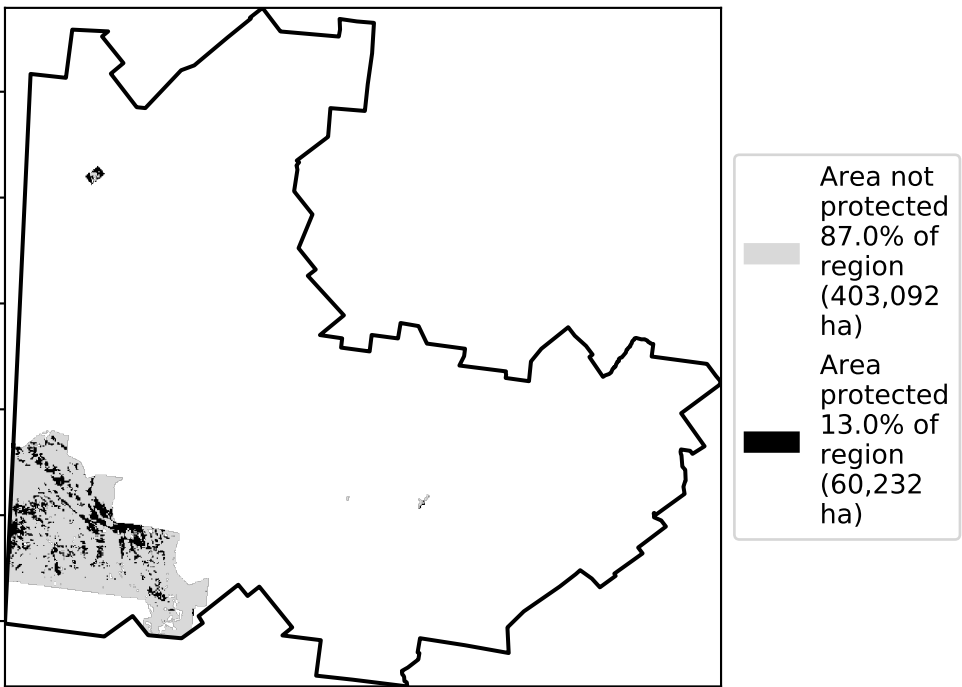 Area not
protected
87.0% of
region
(403,092
ha)
Area
protected
13.0% of
region
(60,232
ha)